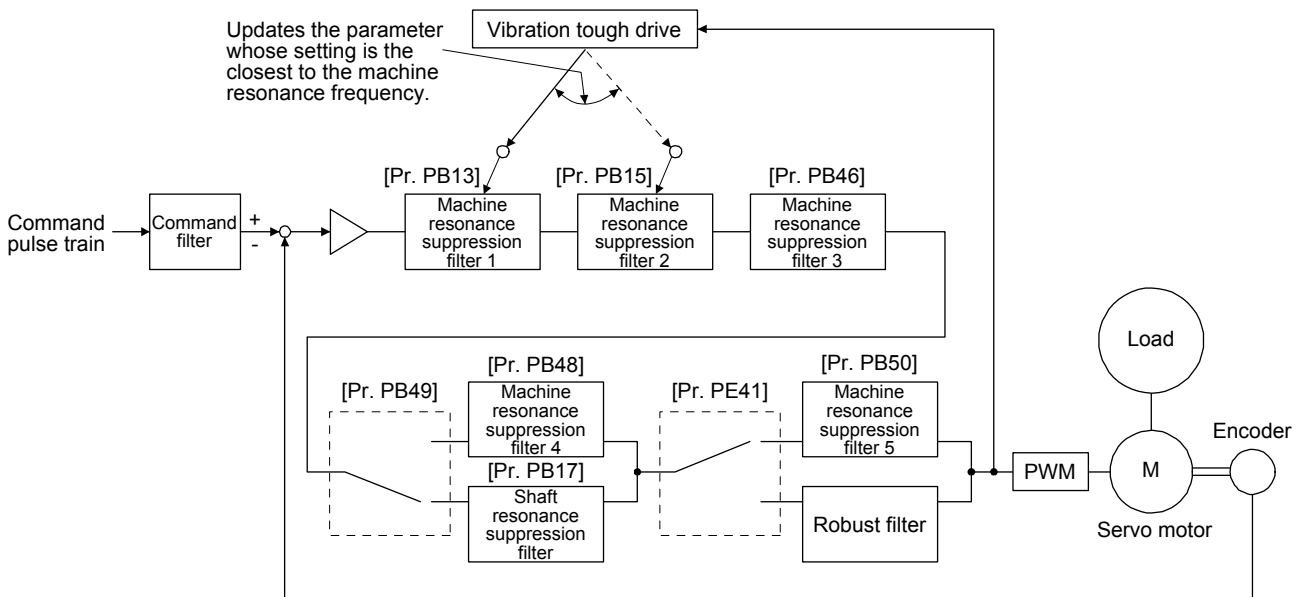 Updates the parameter
whose setting is the
closest to the machine
resonance frequency.
Vibration tough drive
Command
pulse train
Command
filter
+
-
[Pr. PB13]
Machine
resonance
suppression
filter 1
[Pr. PB15]
Machine
resonance
suppression
filter 2
[Pr. PB46]
Machine
resonance
suppression
filter 3
[Pr. PB49]
[Pr. PB48]
Machine
resonance
suppression
filter 4
[Pr. PB17]
Shaft
resonance
suppression
filter
[Pr. PE41]
[Pr. PB50]
Machine
resonance
suppression
filter 5
Robust filter
PWM
Load
M
Servo motor
Encoder